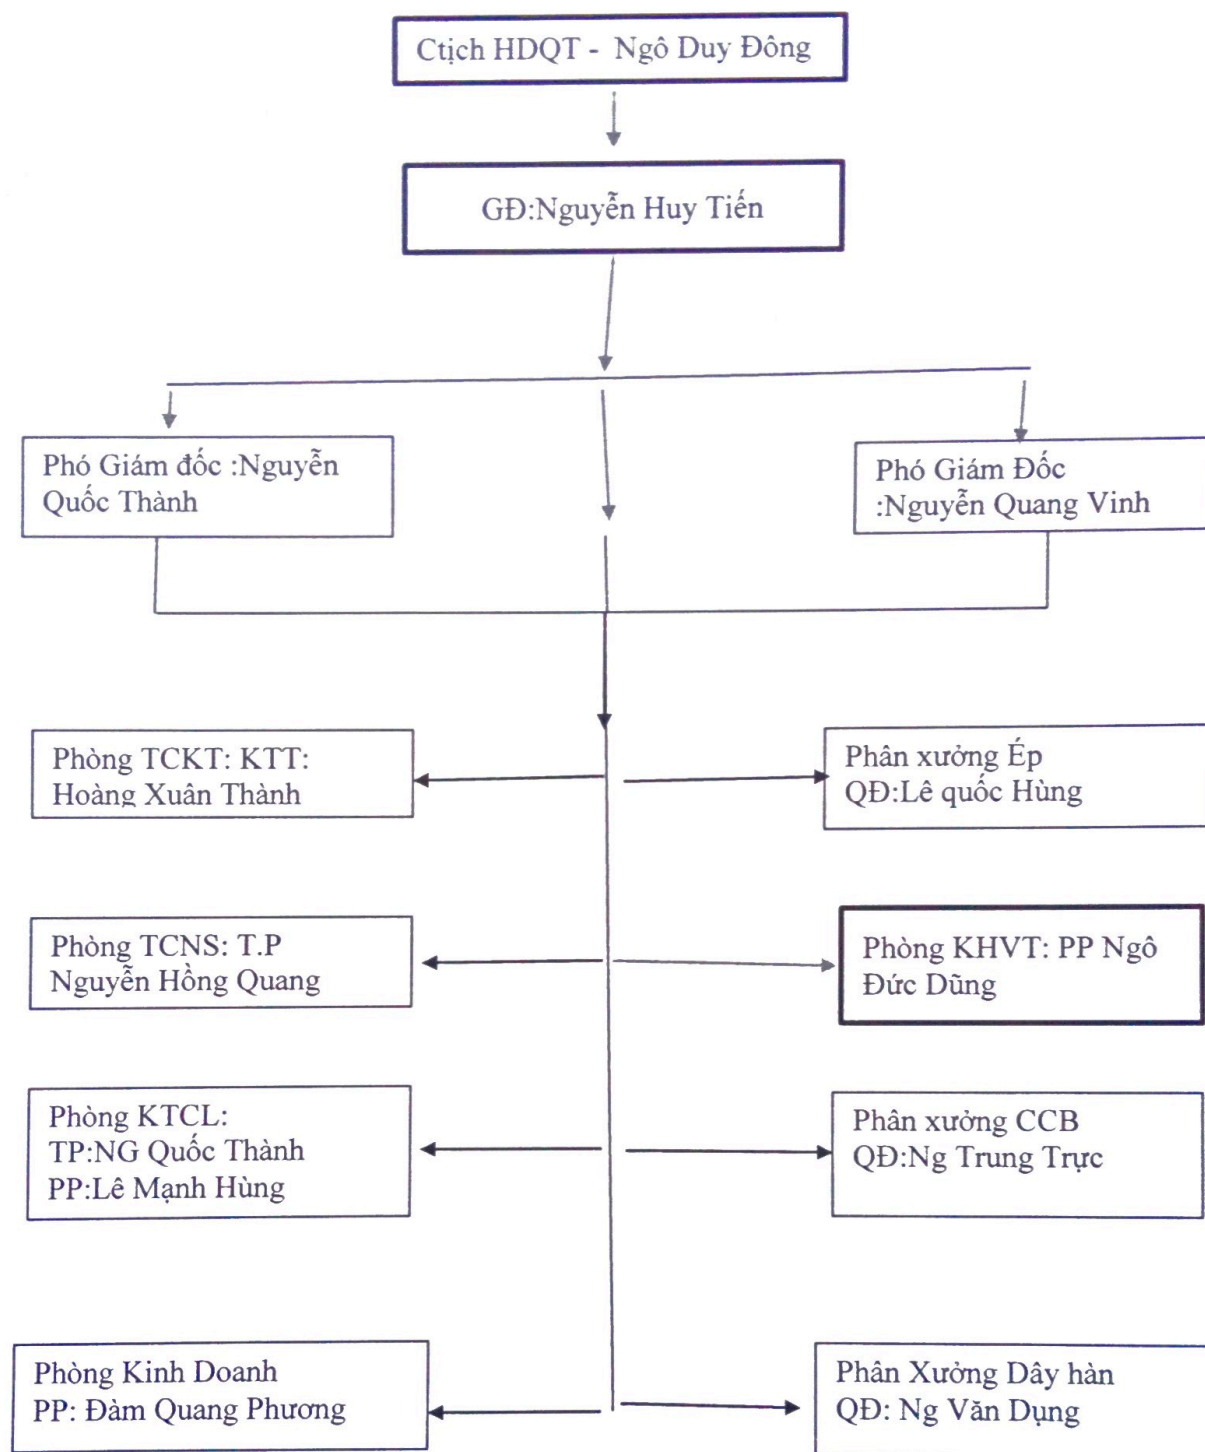 Ctịch HDQT - Ngô Duy Đông
GĐ:Nguyễn Huy Tiến
Phó Giám đốc :Nguyễn
Quốc Thành
Phó Giám Đốc
:Nguyễn Quang Vinh
Phòng TCKT: KTT:
Hoàng Xuân Thành
Phân xưởng Ép
QĐ:Lê quốc Hùng
Phòng TCNS: T.P
Nguyễn Hồng Quang
Phòng KHVT: PP Ngô
Đức Dũng
Phòng KTCL:
TP:NG Quốc Thành
PP:Lê Mạnh Hùng
Phân xưởng CCB
QĐ:Ng Trung Trực
Phòng Kinh Doanh
PP: Đàm Quang Phương
Phân Xưởng Dây hàn
QĐ: Ng Văn Dụng